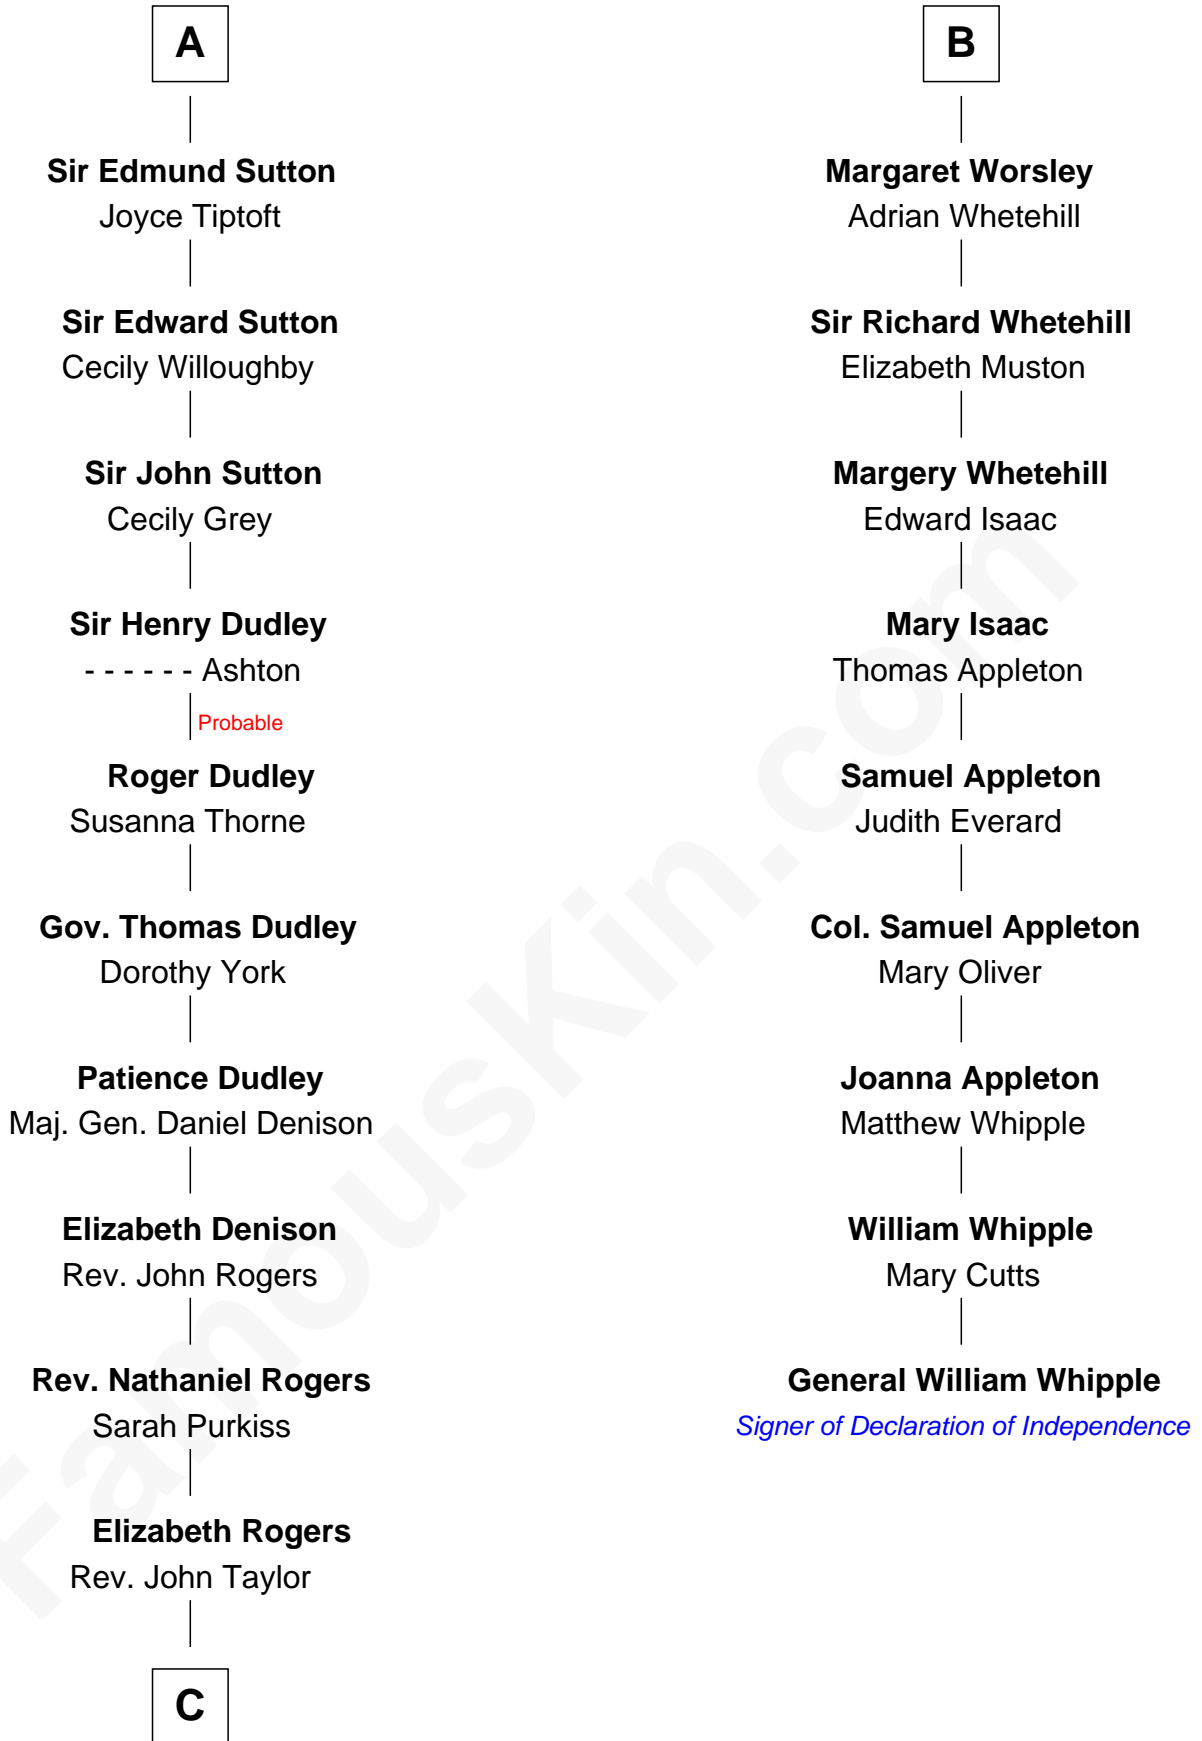 A
Sir Edmund Sutton
Joyce Tiptoft
Sir Edward Sutton
Cecily Willoughby
Sir John Sutton
Cecily Grey
Sir Henry Dudley
- - - - - - Ashton
Probable
Roger Dudley
Susanna Thorne
Gov. Thomas Dudley
Dorothy York
Patience Dudley
Maj. Gen. Daniel Denison
Elizabeth Denison
Rev. John Rogers
Rev. Nathaniel Rogers
Sarah Purkiss
Elizabeth Rogers
Rev. John Taylor
C
B
Margaret Worsley
Adrian Whetehill
Sir Richard Whetehill
Elizabeth Muston
Margery Whetehill
Edward Isaac
Mary Isaac
Thomas Appleton
Samuel Appleton
Judith Everard
Col. Samuel Appleton
Mary Oliver
Joanna Appleton
Matthew Whipple
William Whipple
Mary Cutts
General William Whipple
Signer of Declaration of Independence
FamousKin.com